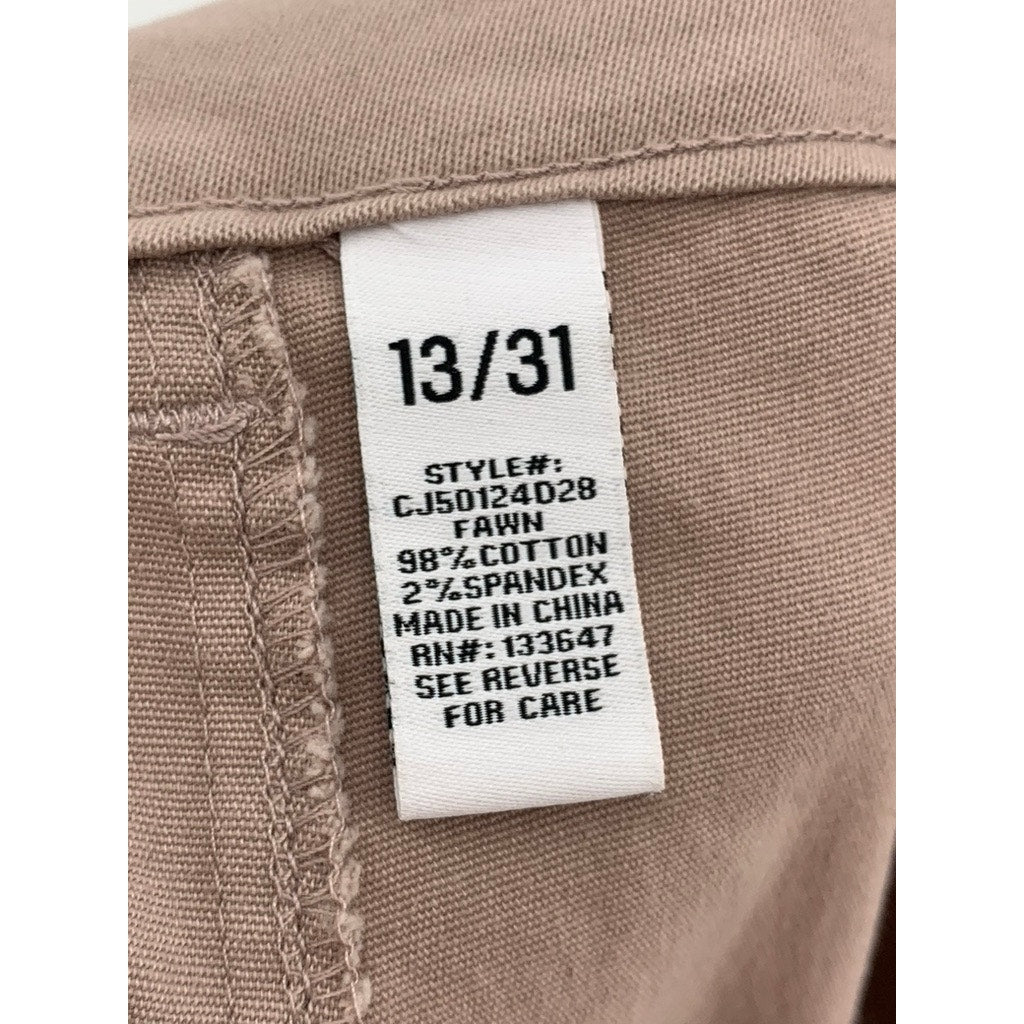 13/31
STYLE#:
CJ50124D28
FAWN
98%COTTON
2%SPANDEX
MADE IN CHINA
RN#:133647
SEE REVERSE
FOR CARE